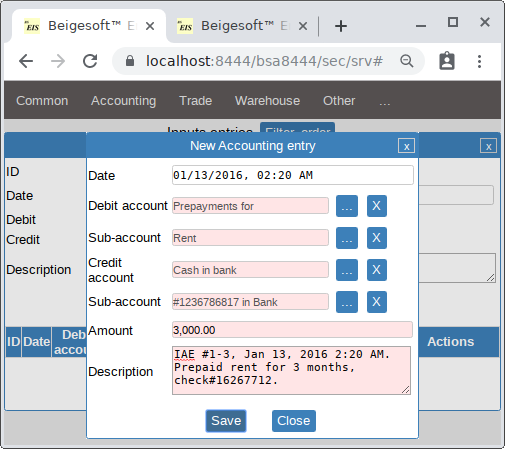 EIS Beigesoft™ E
EIS Beigesoft™ E
localhost:8444/bsa8444/sec/srv#
Common Accounting Trade Warehouse Other ...
Inputs entries Filter, order
New Accounting entry x
x
ID
Date
Debit
Credit
Description
Date 01/13/2016, 02:20 AM
Debit account Prepayments for ... X
Sub-account Rent ... X
Credit
account Cash in bank ... X
Sub-account #1236786817 in Bank ... X
Amount 3,000.00
Description IAE #1-3, Jan 13, 2016 2:20 AM.
Prepaid rent for 3 months,
check#16267712.
Save Close
ID Date Deb
accou
Actions